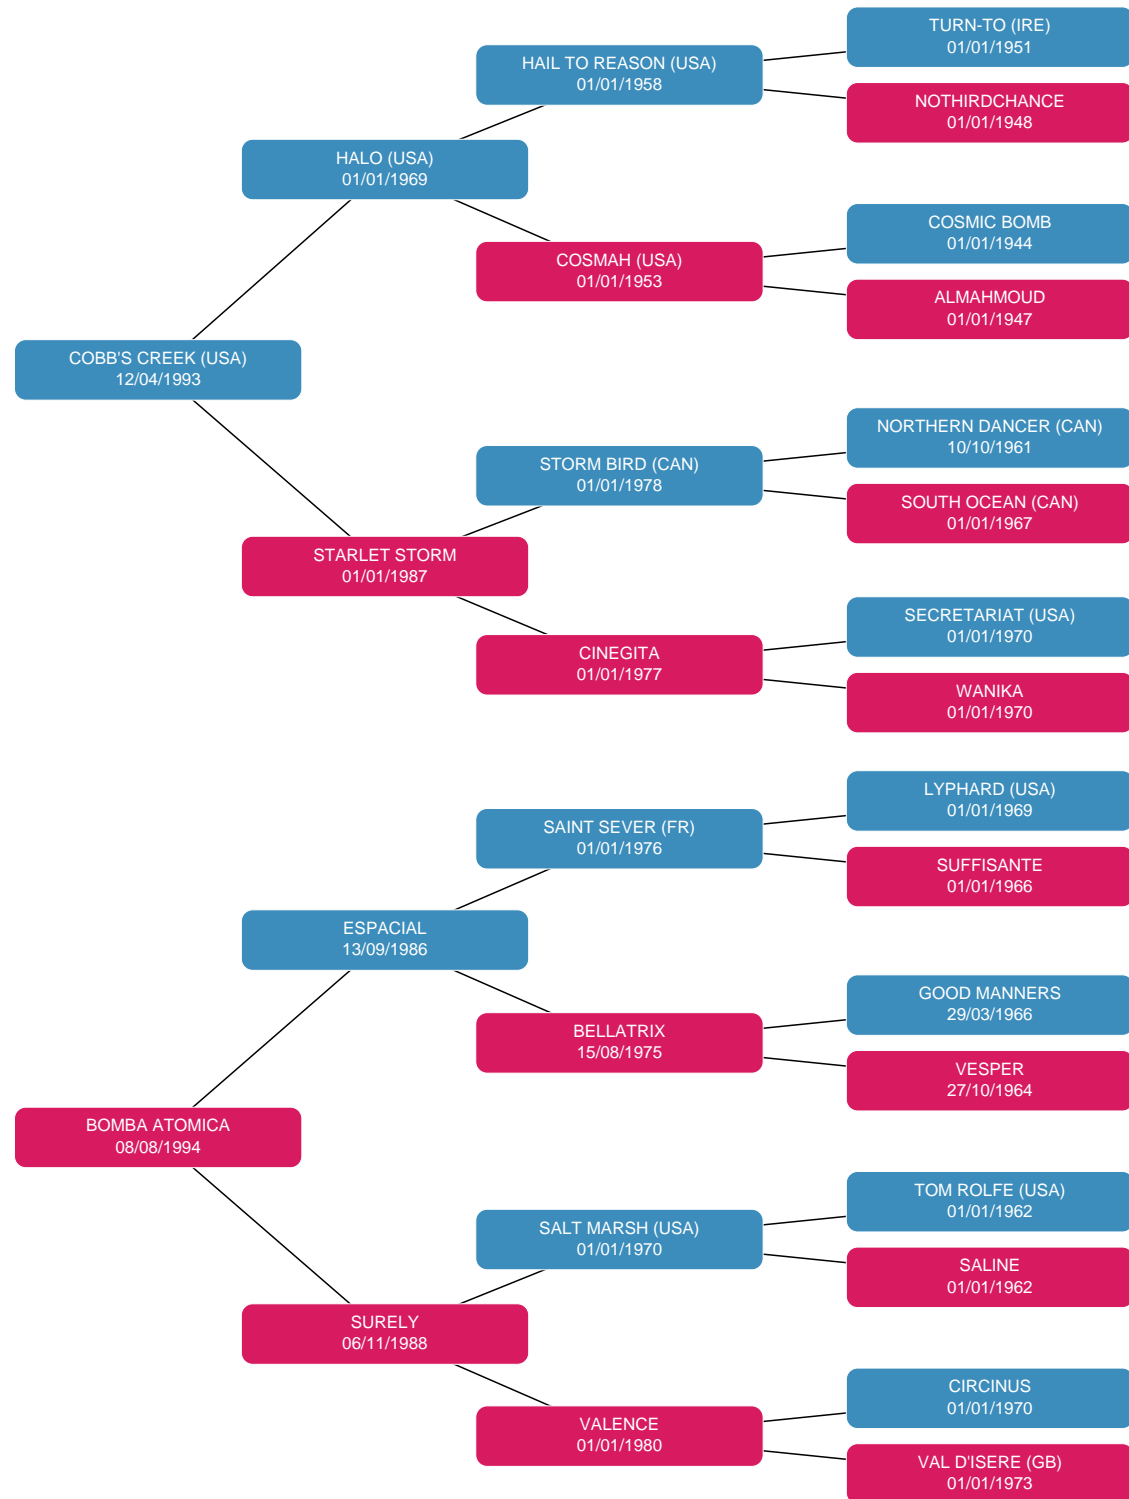 TURN-TO (IRE)
01/01/1951
HAIL TO REASON (USA)
01/01/1958
NOTHIRDCHANCE
01/01/1948
HALO (USA)
01/01/1969
COSMIC BOMB
01/01/1944
COSMAH (USA)
01/01/1953
ALMAHMOUD
01/01/1947
COBB'S CREEK (USA)
12/04/1993
NORTHERN DANCER (CAN)
10/10/1961
STORM BIRD (CAN)
01/01/1978
SOUTH OCEAN (CAN)
01/01/1967
STARLET STORM
01/01/1987
SECRETARIAT (USA)
01/01/1970
CINEGITA
01/01/1977
WANIKA
01/01/1970
LYPHARD (USA)
01/01/1969
SAINT SEVER (FR)
01/01/1976
SUFFISANTE
01/01/1966
ESPACIAL
13/09/1986
GOOD MANNERS
29/03/1966
BELLATRIX
15/08/1975
VESPER
27/10/1964
BOMBA ATOMICA
08/08/1994
TOM ROLFE (USA)
01/01/1962
SALT MARSH (USA)
01/01/1970
SALINE
01/01/1962
SURELY
06/11/1988
CIRCINUS
01/01/1970
VALENCE
01/01/1980
VAL D'ISERE (GB)
01/01/1973